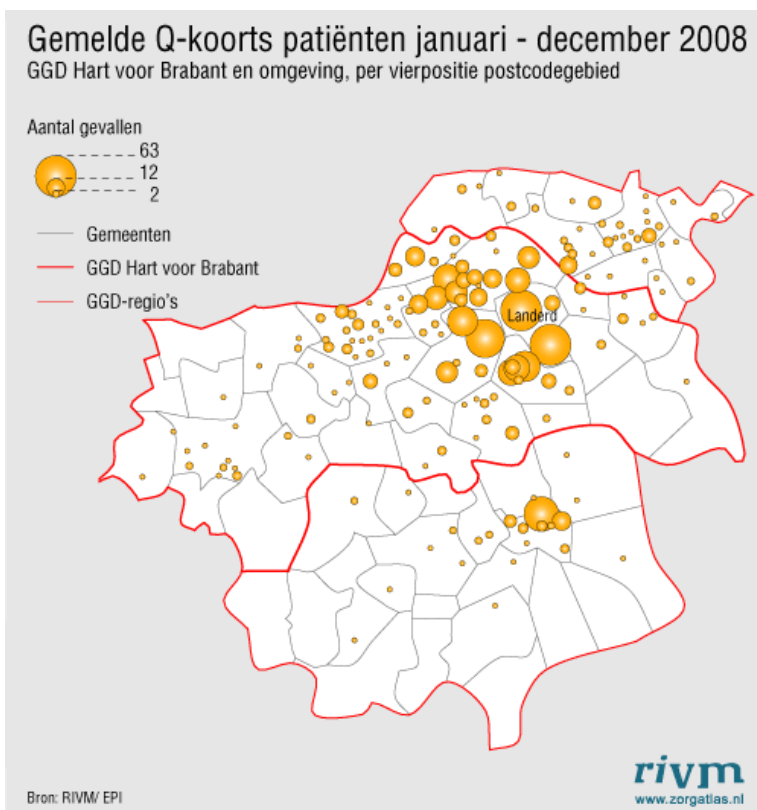 Gemelde Q-koorts patiënten januari - december 2008
GGD Hart voor Brabant en omgeving, per vierpositie postcodegebied
Aantal gevallen
63
12
2
Gemeenten
GGD Hart voor Brabant
GGD-regio's
Landerd
Bron: RIVM/ EPI
rivm
www.zorgatlas.nl